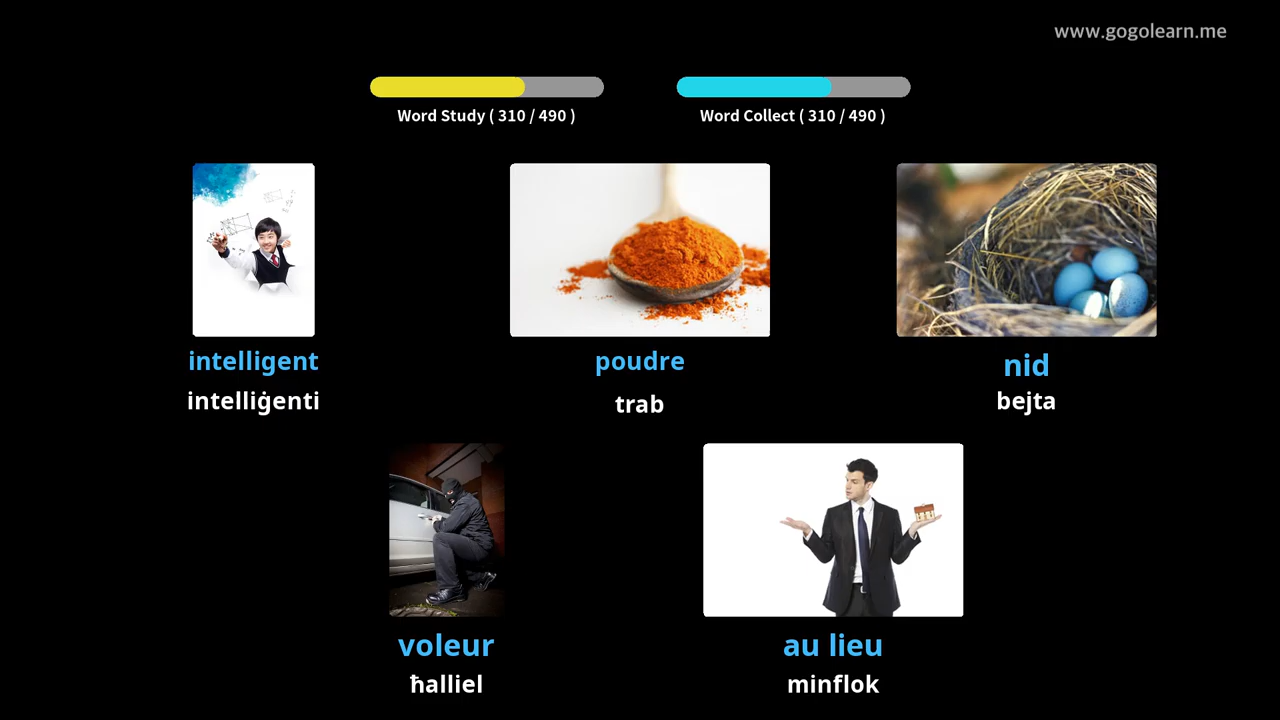 www.gogolearn.me
Word Study ( 310 / 490 )
Word Collect ( 310 / 490 )
intelligent
intelliġenti
poudre
trab
nid
bejta
voleur
ħalliel
au lieu
minflok